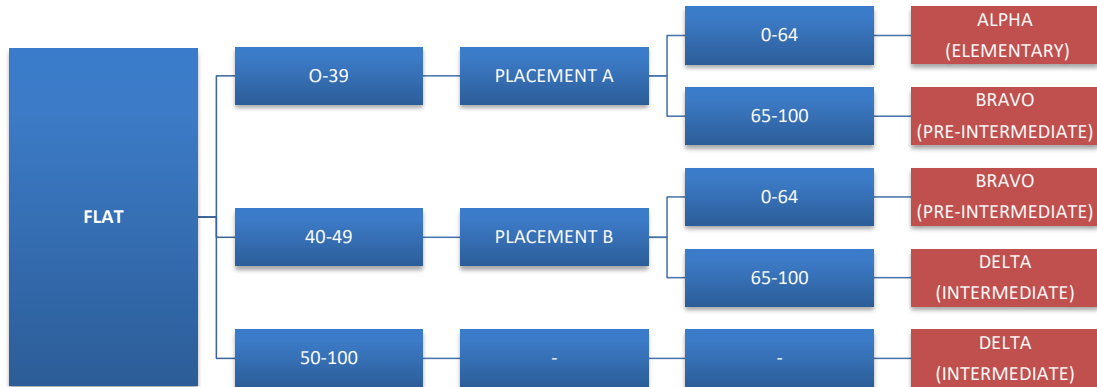 FLAT
O-39
PLACEMENT A
0-64
ALPHA
(ELEMENTARY)
65-100
BRAVO
(PRE-INTERMEDIATE)
40-49
PLACEMENT B
0-64
BRAVO
(PRE-INTERMEDIATE)
65-100
DELTA
(INTERMEDIATE)
50-100
-
-
DELTA
(INTERMEDIATE)